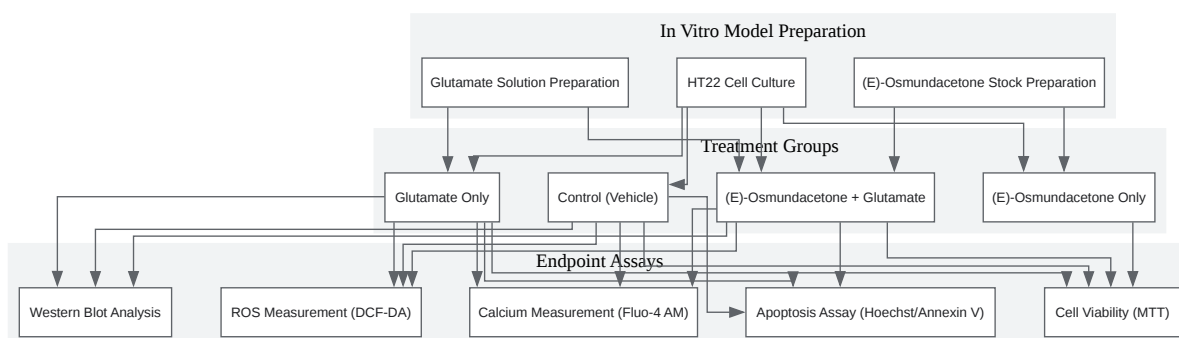 In Vitro Model Preparation
Glutamate Solution Preparation
HT22 Cell Culture
(E)-Osmundacetone Stock Preparation
Treatment Groups
Glutamate Only
Control (Vehicle)
(E)-Osmundacetone + Glutamate
(E)-Osmundacetone Only
Endpoint Assays
Western Blot Analysis
ROS Measurement (DCF-DA)
Calcium Measurement (Fluo-4 AM)
Apoptosis Assay (Hoechst/Annexin V)
Cell Viability (MTT)